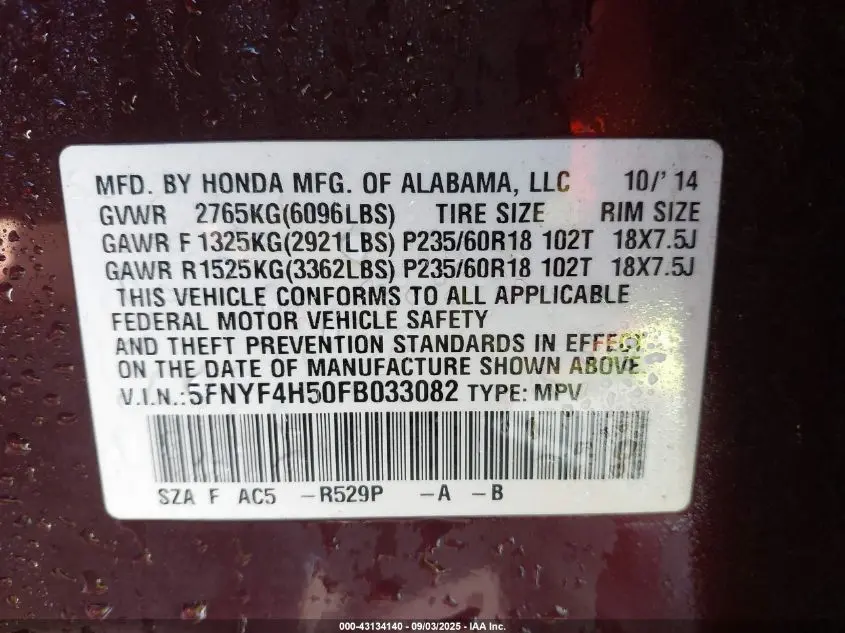 MFD. BY HONDA MFG. OF ALABAMA, LLC 10/'14
GVWR 2765KG(6096LBS) TIRE SIZE RIM SIZE
GAWR F 1325KG(2921LBS) P235/60R18 102T 18X7.5J
GAWR R1525KG(3362LBS) P235/60R18 102T 18X7.5J
THIS VEHICLE CONFORMS TO ALL APPLICABLE
FEDERAL MOTOR VEHICLE SAFETY
AND THEFT PREVENTION STANDARDS IN EFFECT
ON THE DATE OF MANUFACTURE SHOWN ABOVE.
V.I.N.:5FNYF4H50FB033082 TYPE: MPV
SZA F AC5 -R529P -A -B
000-43134140 - 09/03/2025 - IAA Inc.